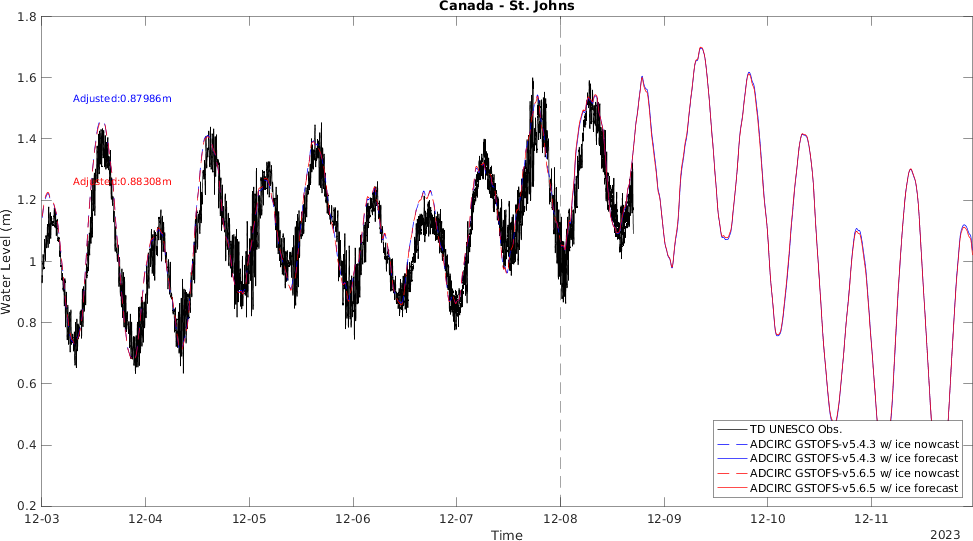 Canada - St. Johns
1.8
1.6
1.4
1.2
1
0.8
0.6
0.4
0.2
Water Level (m)
Adjusted:0.87986m
Adjusted:0.88308m
TD UNESCO Obs.
ADCIRC GSTOFS-v5.4.3 w/ ice nowcast
ADCIRC GSTOFS-v5.4.3 w/ ice forecast
ADCIRC GSTOFS-v5.6.5 w/ ice nowcast
ADCIRC GSTOFS-v5.6.5 w/ ice forecast
12-03 12-04 12-05 12-06 12-07 12-08 12-09 12-10 12-11
Time
2023